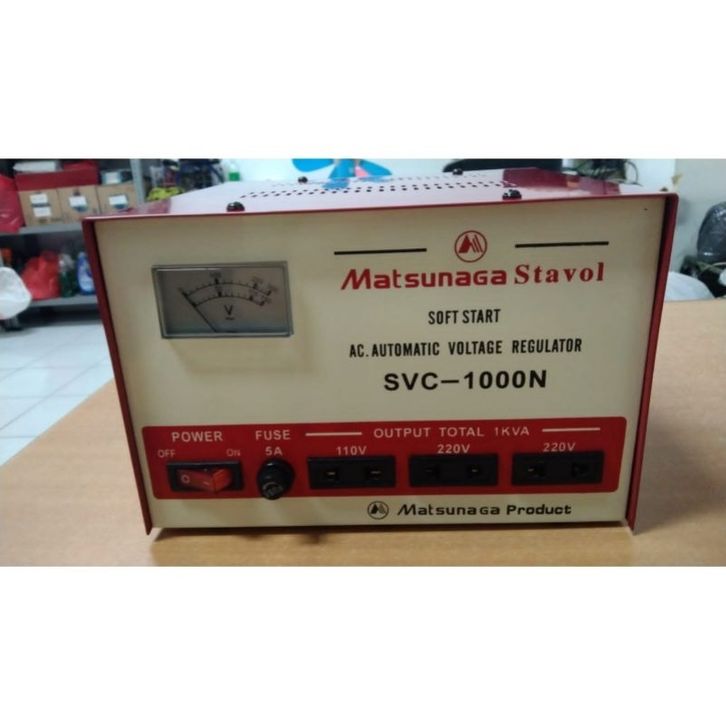 Matsunaga Stavol
SOFT START
AC. AUTOMATIC VOLTAGE REGULATOR
SVC-1000N
V
POWER
OFF ON
FUSE
5A
OUTPUT TOTAL 1KVA
110V 220V 220V
Matsunaga Product